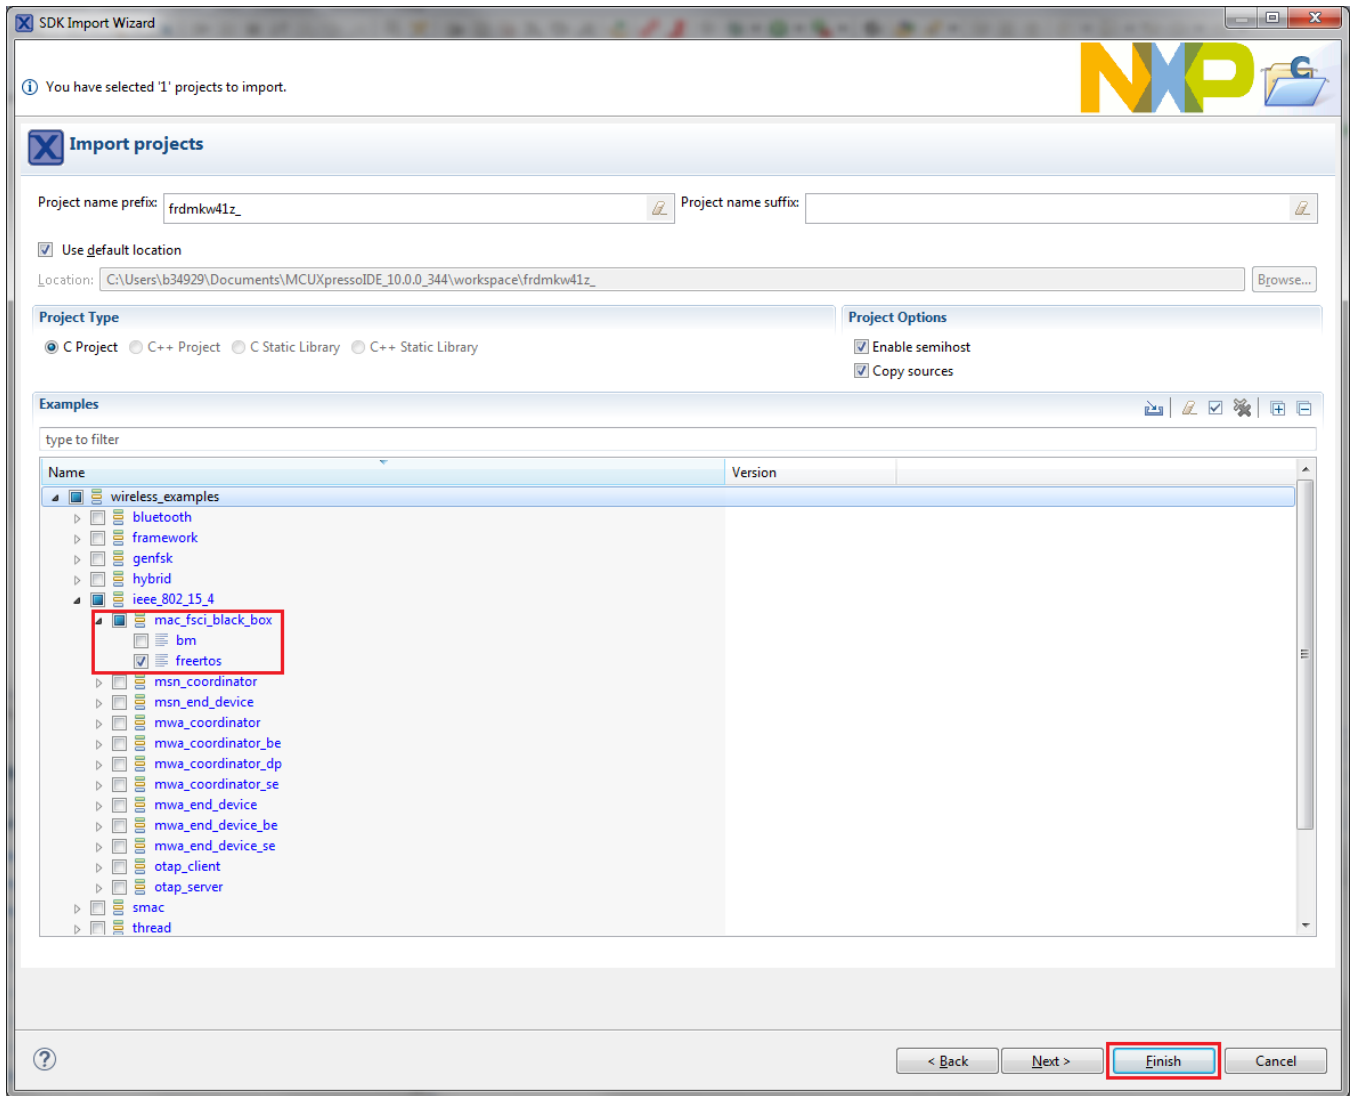 SDK Import Wizard
You have selected '1' projects to import.
NXP
C
Import projects
Project name prefix: frdmkw41z_ Project name suffix:
Use default location
Location: C:\Users\b34929\Documents\MCUXpressoIDE_10.0.0_344\workspace\frdmkw41z_ Browse...
Project Type Project Options
C Project C++ Project C Static Library C++ Static Library Enable semihost
Copy sources
Examples
type to filter
Name Version
wireless_examples
bluetooth
framework
genfsk
hybrid
ieee_802_15_4
mac_fsci_black_box
bm
freertos
msn_coordinator
msn_end_device
mwa_coordinator
mwa_coordinator_be
mwa_coordinator_dp
mwa_coordinator_se
mwa_end_device
mwa_end_device_be
mwa_end_device_se
otap_client
otap_server
smac
thread
? < Back Next > Finish Cancel